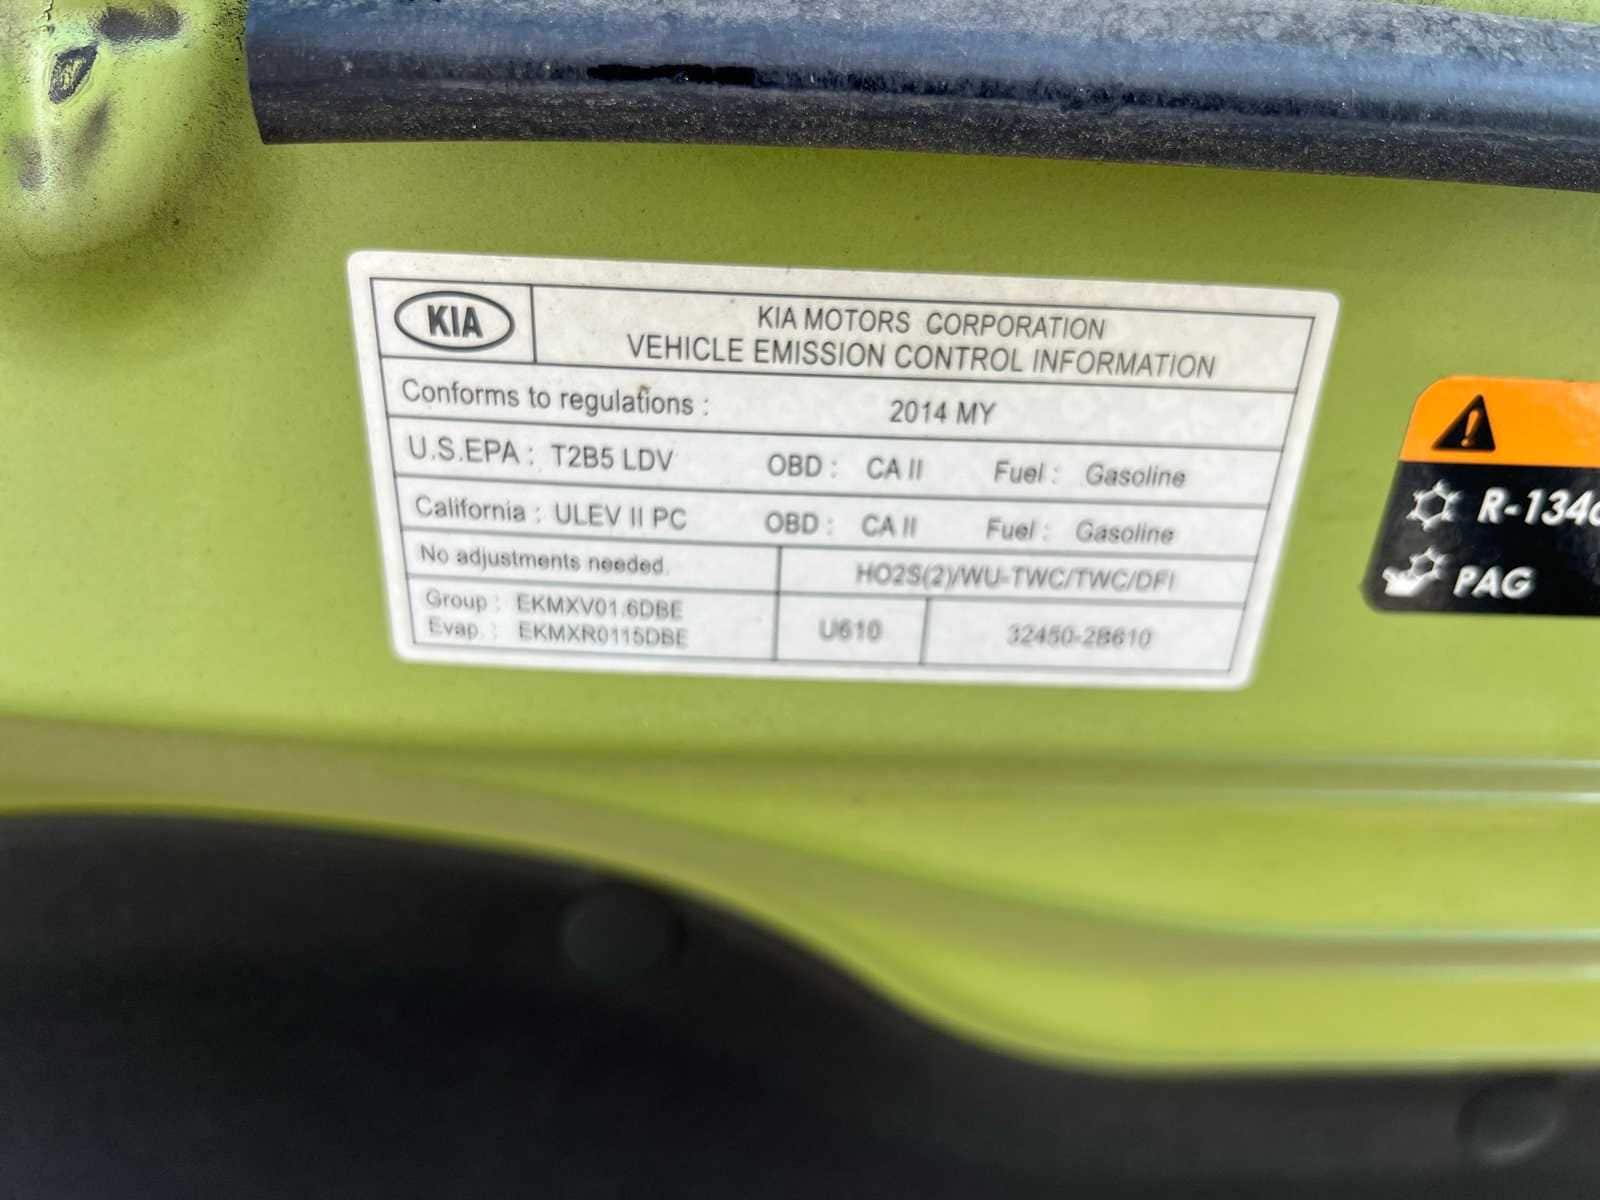 KIA
KIA MOTORS CORPORATION
VEHICLE EMISSION CONTROL INFORMATION
Conforms to regulations : 2014 MY
U.S.EPA : T2B5 LDV OBD : CA II Fuel : Gasoline
California : ULEV II PC OBD : CA II Fuel : Gasoline
No adjustments needed. HO2S(2)/WU-TWC/TWC/DFI
Group : EKMXV01.6DBE
Evap. : EKMXR0115DBE
U610 32450-2B610
R-134
PAG